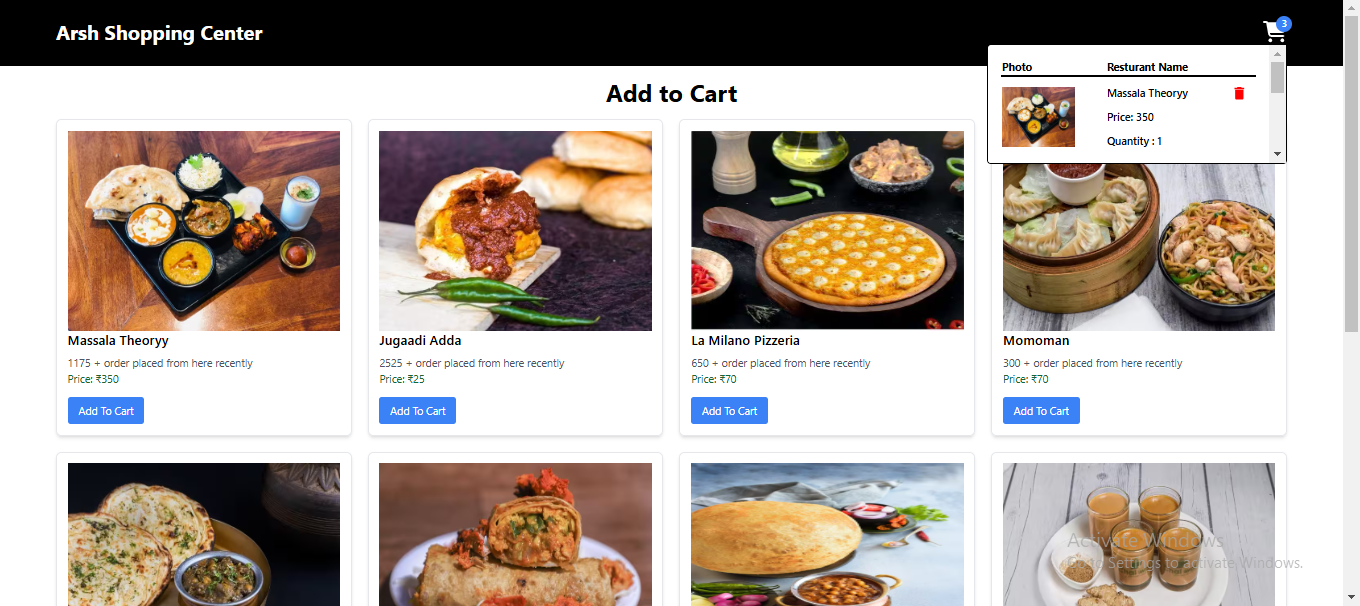 Arsh Shopping Center
3
Photo Resturant Name
Massala Theoryy
Price: 350
Quantity : 1
Add to Cart
Massala Theoryy
1175 + order placed from here recently
Price: ₹350
Add To Cart
Jugaadi Adda
2525 + order placed from here recently
Price: ₹25
Add To Cart
La Milano Pizzeria
650 + order placed from here recently
Price: ₹70
Add To Cart
Momoman
300 + order placed from here recently
Price: ₹70
Add To Cart
Activate Windows
Go to Settings to activate Windows.